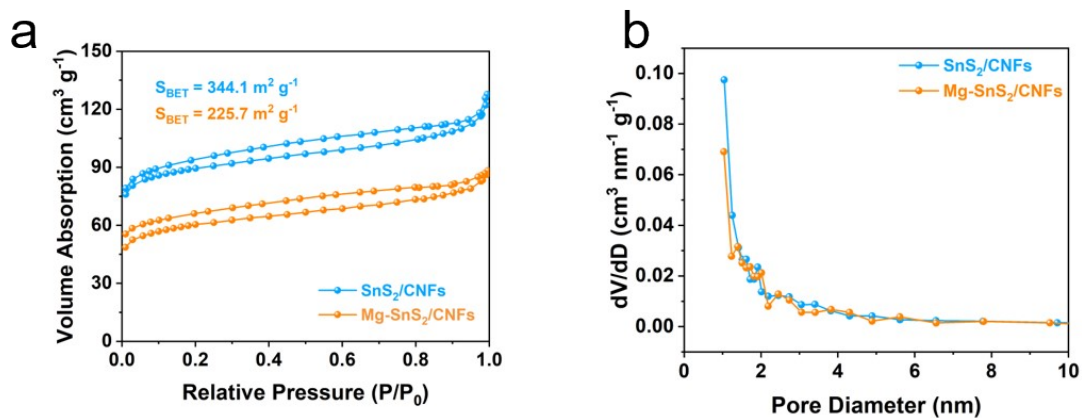 a
150
120
90
60
30
0
Volume Absorption (cm³ g⁻¹)
S_BET = 344.1 m² g⁻¹
S_BET = 225.7 m² g⁻¹
SnS₂/CNFs
Mg-SnS₂/CNFs
0.0 0.2 0.4 0.6 0.8 1.0
Relative Pressure (P/P₀)
b
0.10
0.08
0.06
0.04
0.02
0.00
dV/dD (cm³ nm⁻¹ g⁻¹)
SnS₂/CNFs
Mg-SnS₂/CNFs
0 2 4 6 8 10
Pore Diameter (nm)